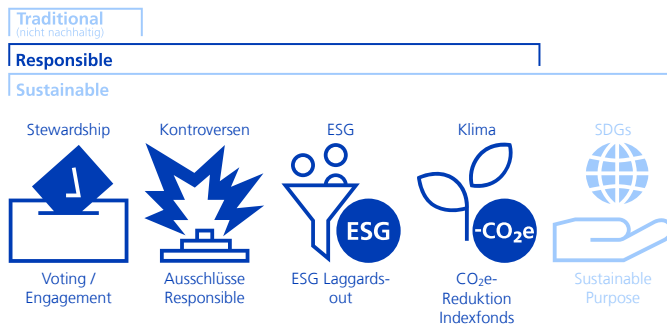 Traditional
(nicht nachhaltig)
Responsible
Sustainable
Stewardship
Kontroversen
ESG
Klima
SDGs
ESG
-CO₂e
Voting /
Engagement
Ausschlüsse
Responsible
ESG Laggards-
out
CO₂e-
Reduktion
Indexfonds
Sustainable
Purpose